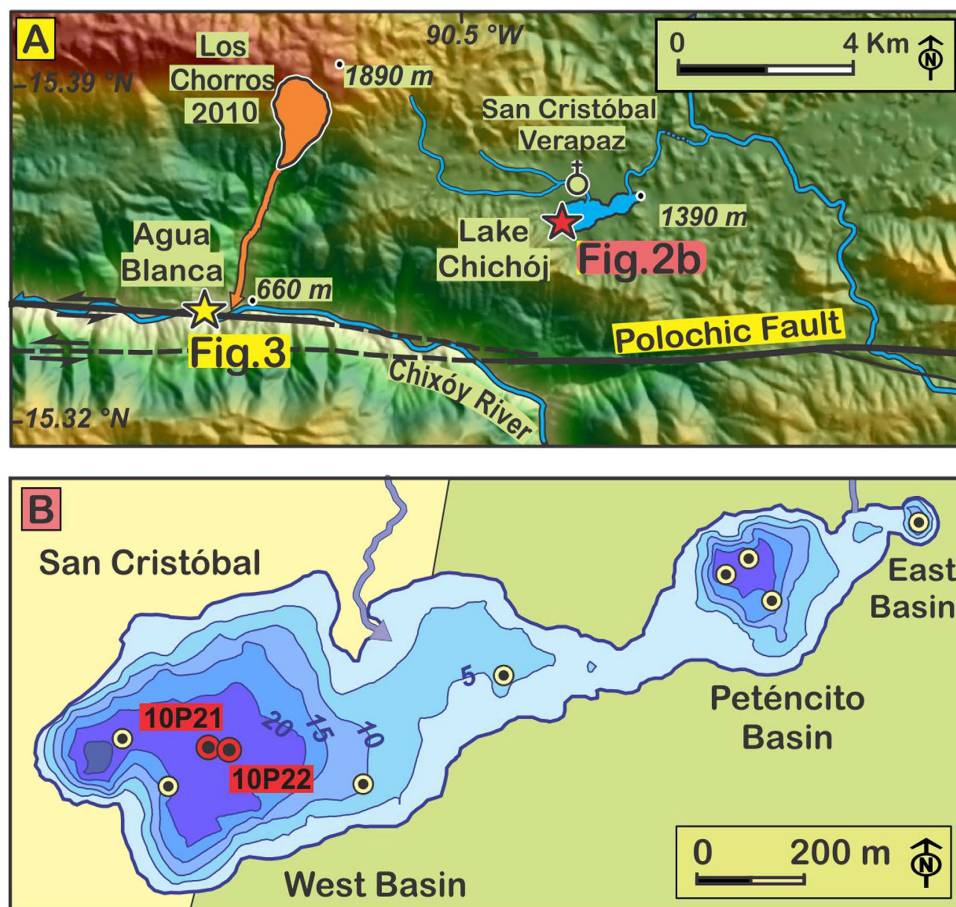 A
90.5 °W
0 4 Km
N
Los
Chorros
2010
15.39 °N
1890 m
San Cristóbal
Verapaz
1390 m
Lake
Chichój
Fig.2b
Agua
Blanca
660 m
Fig.3
Polochic Fault
Chixóy River
15.32 °N
B
San Cristóbal
East
Basin
5
10P21
20
15
10
10P22
Peténcito
Basin
0 200 m
N
West Basin